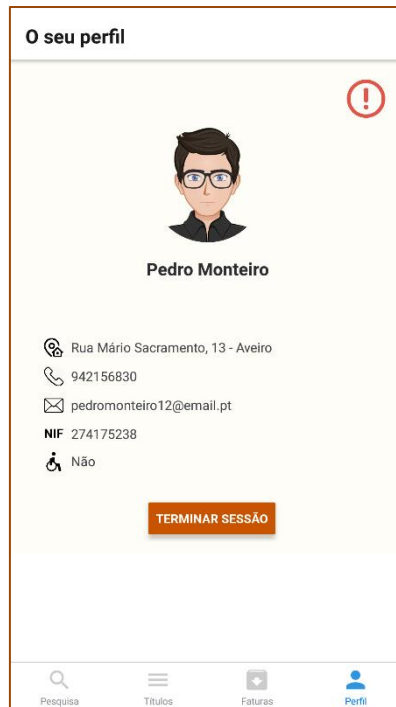 O seu perfil
Pedro Monteiro
Rua Mário Sacramento, 13 - Aveiro
942156830
pedromonteiro12@email.pt
NIF 274175238
Não
TERMINAR SESSÃO
Pesquisa Títulos Faturas Perfil